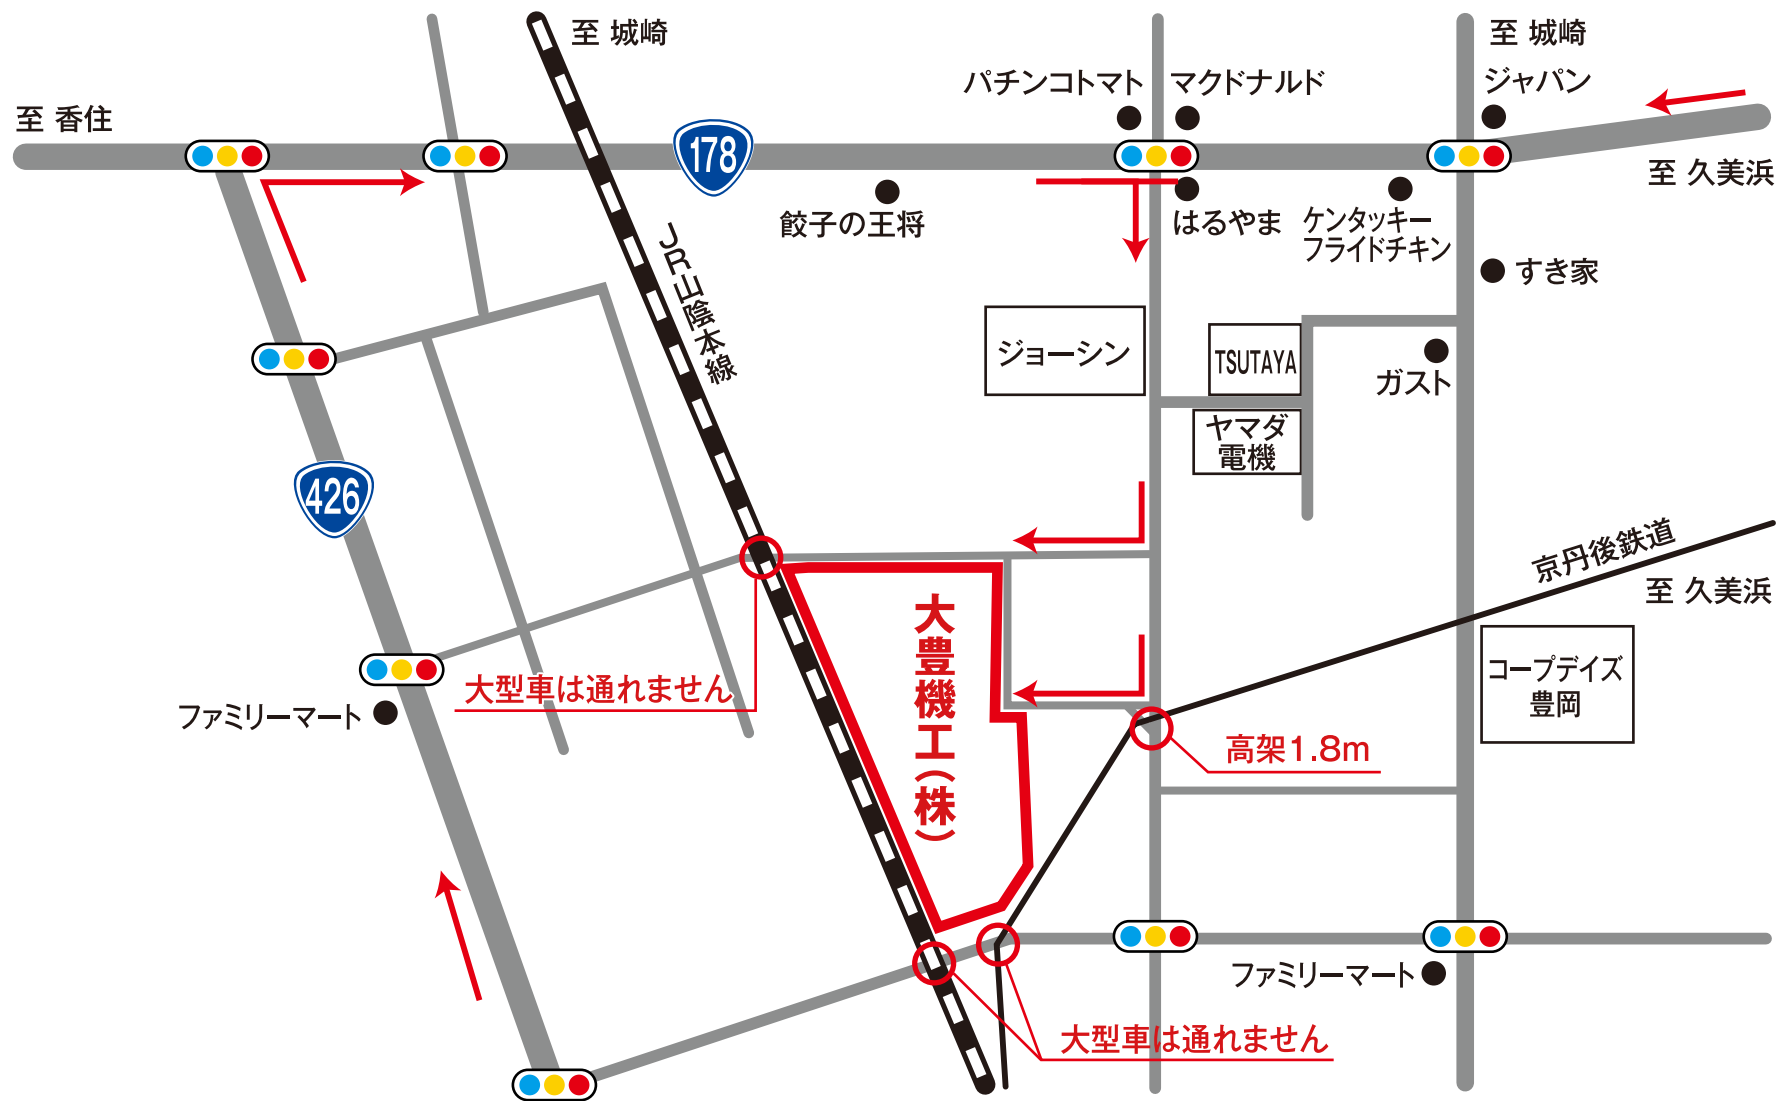 至 城崎
至 城崎
パチンコトマト
マクドナルド
ジャパン
至 香住
178
至 久美浜
餃子の王将
はるやま
ケンタッキー
フライドチキン
JR山陰本線
すき家
ジョーシン
TSUTAYA
ガスト
ヤマダ
電機
426
京丹後鉄道
至 久美浜
大豊機工(株)
大型車は通れません
コープデイズ
豊岡
ファミリーマート
高架1.8m
ファミリーマート
大型車は通れません